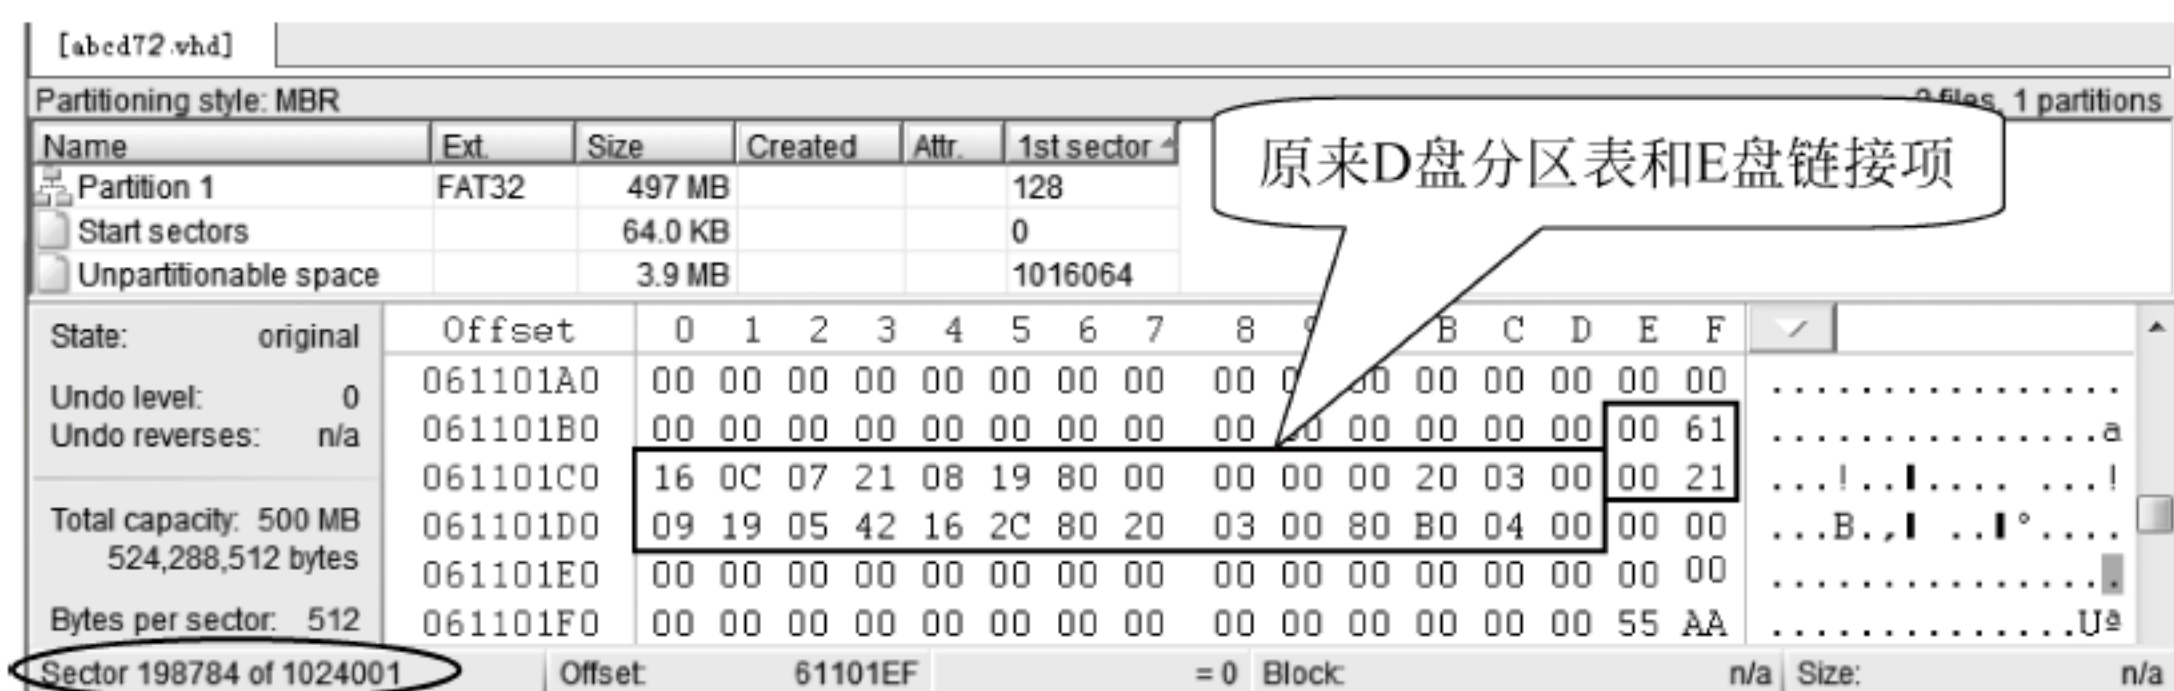 [abcd72.vhd]
Partitioning style: MBR
files, 1 partitions
Name Ext. Size Created Attr. 1st sector
Partition 1 FAT32 497 MB 128
Start sectors 64.0 KB 0
Unpartitionable space 3.9 MB 1016064
原来D盘分区表和E盘链接项
State: original
Undo level: 0
Undo reverses: n/a
Total capacity: 500 MB
524,288,512 bytes
Bytes per sector: 512
Offset 0 1 2 3 4 5 6 7 8 B C D E F
061101A0 00 00 00 00 00 00 00 00 00 00 00 00 00 00 00 ................
061101B0 00 00 00 00 00 00 00 00 00 00 00 00 00 00 61 ...............a
061101C0 16 0C 07 21 08 19 80 00 00 00 00 20 03 00 00 21 ...!..▌.... ...!
061101D0 09 19 05 42 16 2C 80 20 03 00 80 B0 04 00 00 00 ...B.,▌ ..▌°....
061101E0 00 00 00 00 00 00 00 00 00 00 00 00 00 00 00 00 ................
061101F0 00 00 00 00 00 00 00 00 00 00 00 00 00 00 55 AA ..............Uª
Sector 198784 of 1024001 Offset: 61101EF = 0 Block: n/a Size: n/a